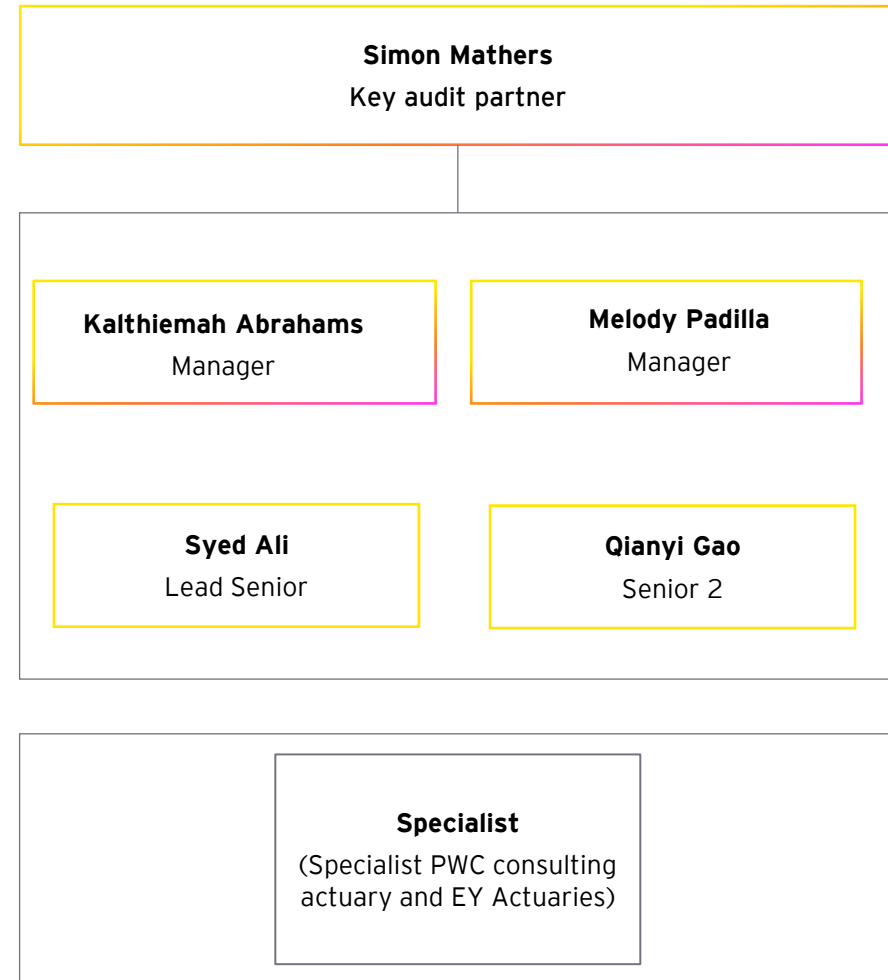 Simon Mathers
Key audit partner
Kalthiemah Abrahams
Manager
Melody Padilla
Manager
Syed Ali
Lead Senior
Qianyi Gao
Senior 2
Specialist
(Specialist PWC consulting
actuary and EY Actuaries)